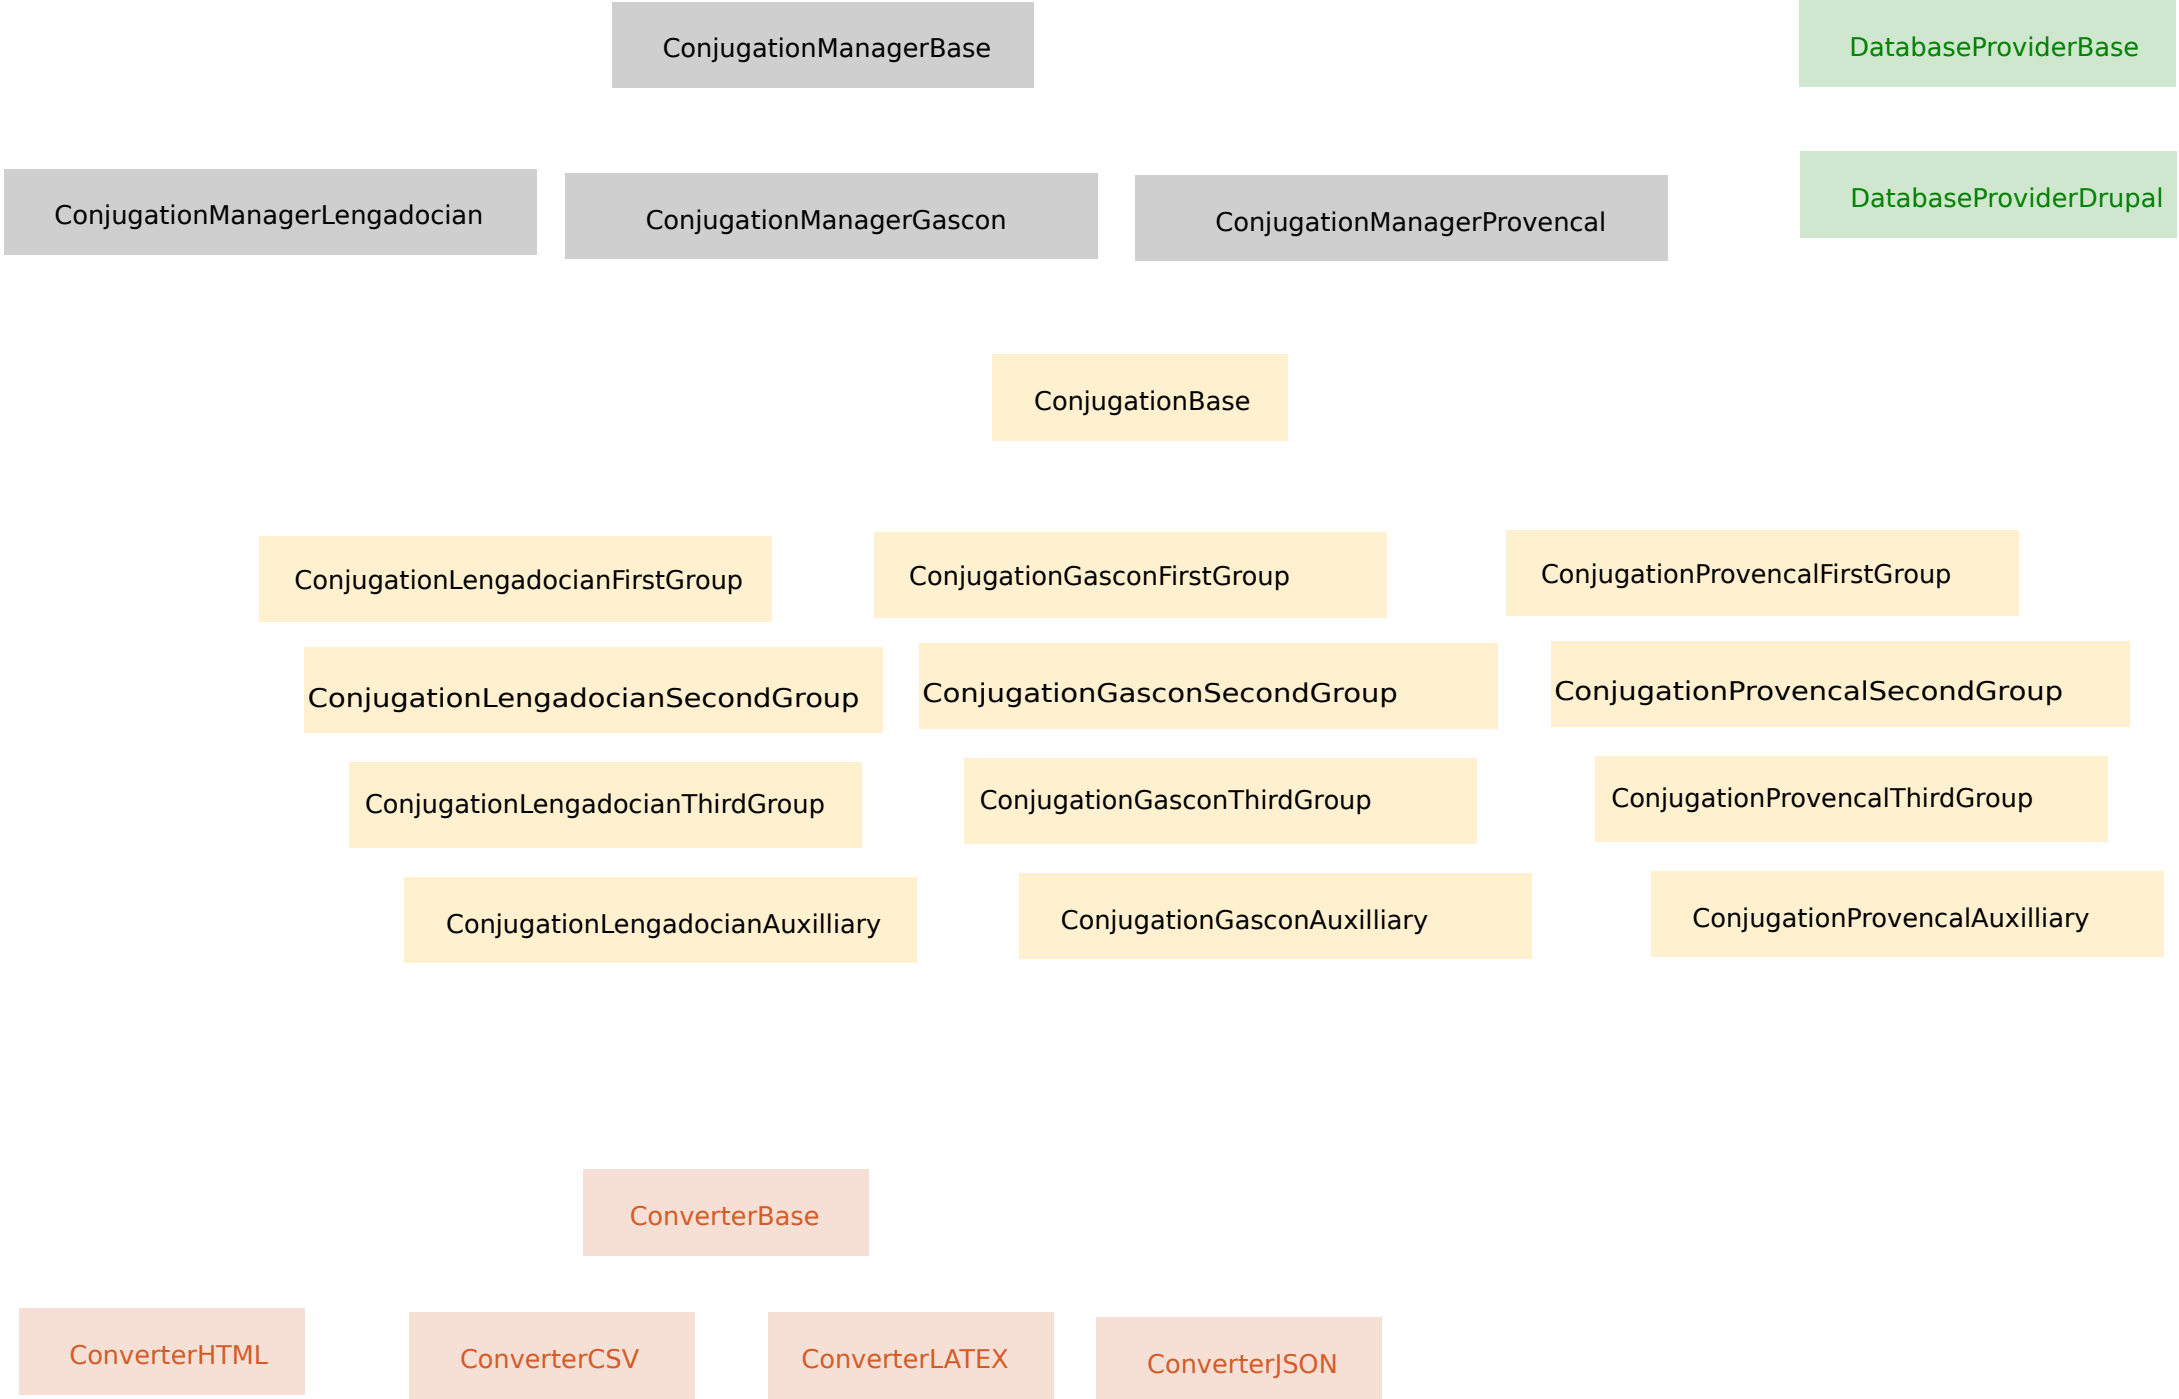 ConjugationManagerBase
DatabaseProviderBase
ConjugationManagerLengadocian
ConjugationManagerGascon
ConjugationManagerProvencal
DatabaseProviderDrupal
ConjugationBase
ConjugationLengadocianFirstGroup
ConjugationGasconFirstGroup
ConjugationProvencalFirstGroup
ConjugationLengadocianSecondGroup
ConjugationGasconSecondGroup
ConjugationProvencalSecondGroup
ConjugationLengadocianThirdGroup
ConjugationGasconThirdGroup
ConjugationProvencalThirdGroup
ConjugationLengadocianAuxilliary
ConjugationGasconAuxilliary
ConjugationProvencalAuxilliary
ConverterBase
ConverterHTML
ConverterCSV
ConverterLATEX
ConverterJSON